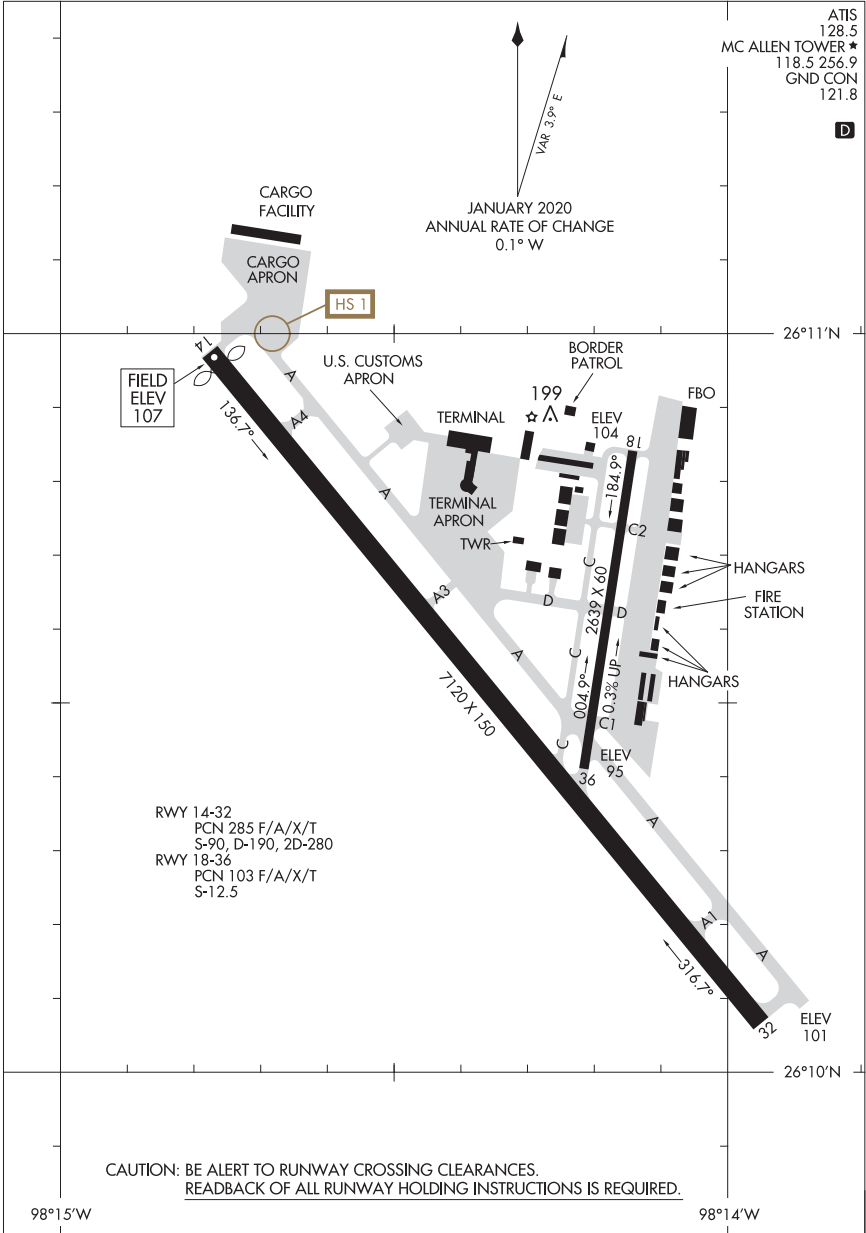 ATIS
128.5
MC ALLEN TOWER ★
118.5 256.9
GND CON
121.8
D
VAR 3.9° E
JANUARY 2020
ANNUAL RATE OF CHANGE
0.1° W
CARGO
FACILITY
CARGO
APRON
HS 1
26°11'N
14
FIELD
ELEV
107
136.7°
A
A4
U.S. CUSTOMS
APRON
TERMINAL
199
BORDER
PATROL
ELEV
104
18
FBO
184.9°
A
TERMINAL
APRON
TWR
C2
C
2639 X 60
HANGARS
A3
D
D
FIRE
STATION
A
C
004.9°
0.3% UP
HANGARS
7120 X 150
C1
C
ELEV
95
36
A
RWY 14-32
PCN 285 F/A/X/T
S-90, D-190, 2D-280
RWY 18-36
PCN 103 F/A/X/T
S-12.5
A1
A
316.7°
32
ELEV
101
26°10'N
CAUTION: BE ALERT TO RUNWAY CROSSING CLEARANCES.
READBACK OF ALL RUNWAY HOLDING INSTRUCTIONS IS REQUIRED.
98°15'W
98°14'W